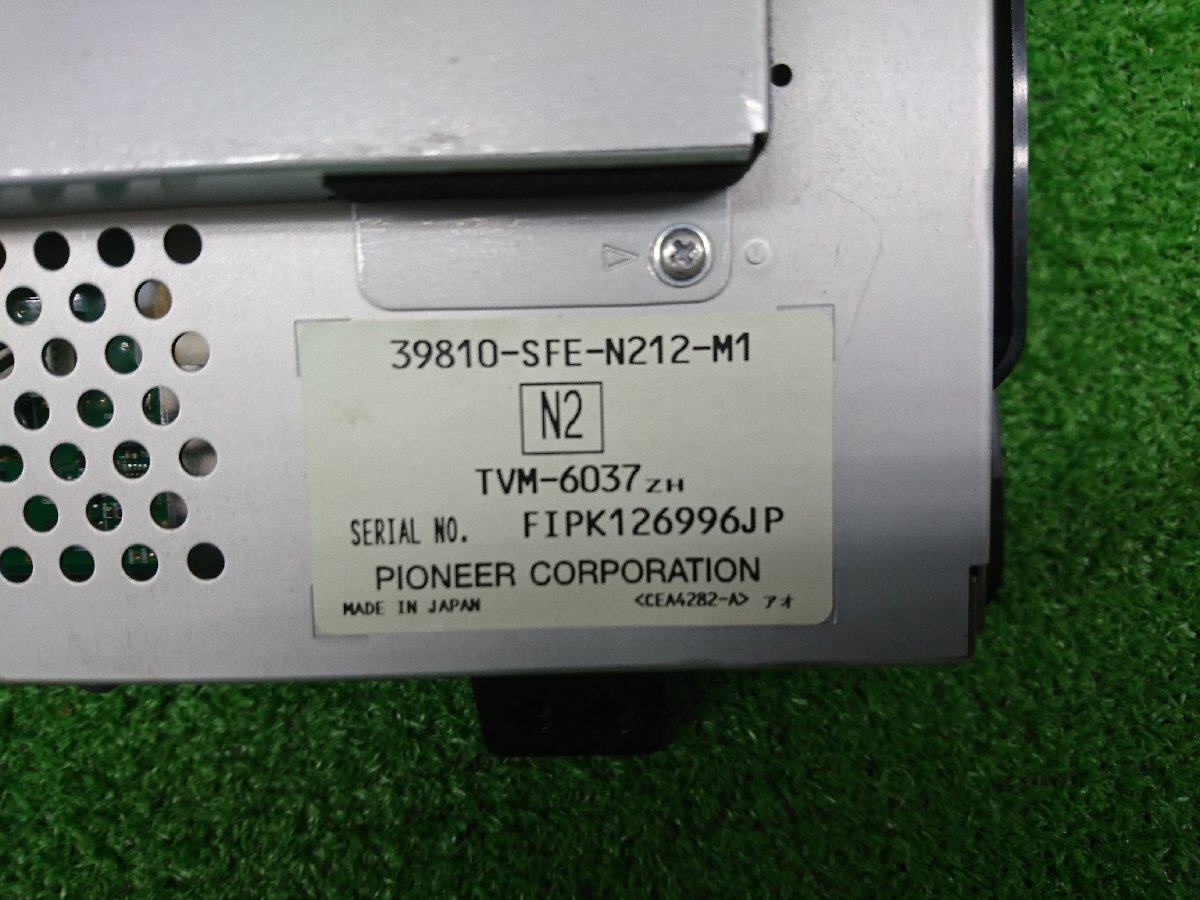 39810-SFE-N212-M1
N2
TVM-6037ZH
SERIAL NO. FIPK126996JP
PIONEER CORPORATION
MADE IN JAPAN <CEA4282-A> アオ